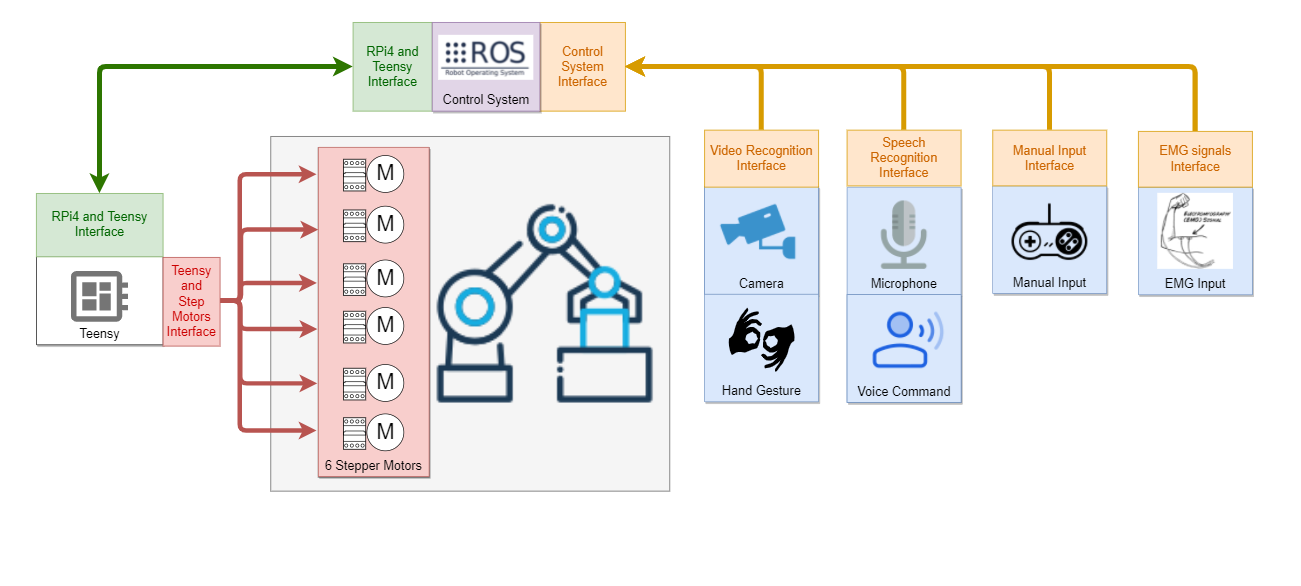 RPi4 and
Teensy
Interface
ROS
Robot Operating System
Control System
Control
System
Interface
Video Recognition
Interface
Speech
Recognition
Interface
Manual Input
Interface
EMG signals
Interface
RPi4 and Teensy
Interface
Teensy
Teensy
and
Step
Motors
Interface
M
M
M
M
M
M
6 Stepper Motors
Camera
Hand Gesture
Microphone
Voice Command
Manual Input
ELECTROMYOGRAPHY
(EMG) SIGNAL
EMG Input